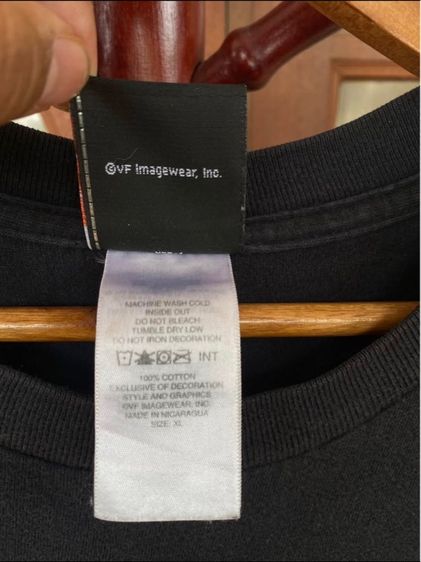 ©VF Imagewear, Inc.
MACHINE WASH COLD
INSIDE OUT
DO NOT BLEACH
TUMBLE DRY LOW
DO NOT IRON DECORATION
INT
100% COTTON
EXCLUSIVE OF DECORATION
STYLE AND GRAPHICS
©VF IMAGEWEAR, INC.
MADE IN NICARAGUA
SIZE: XL